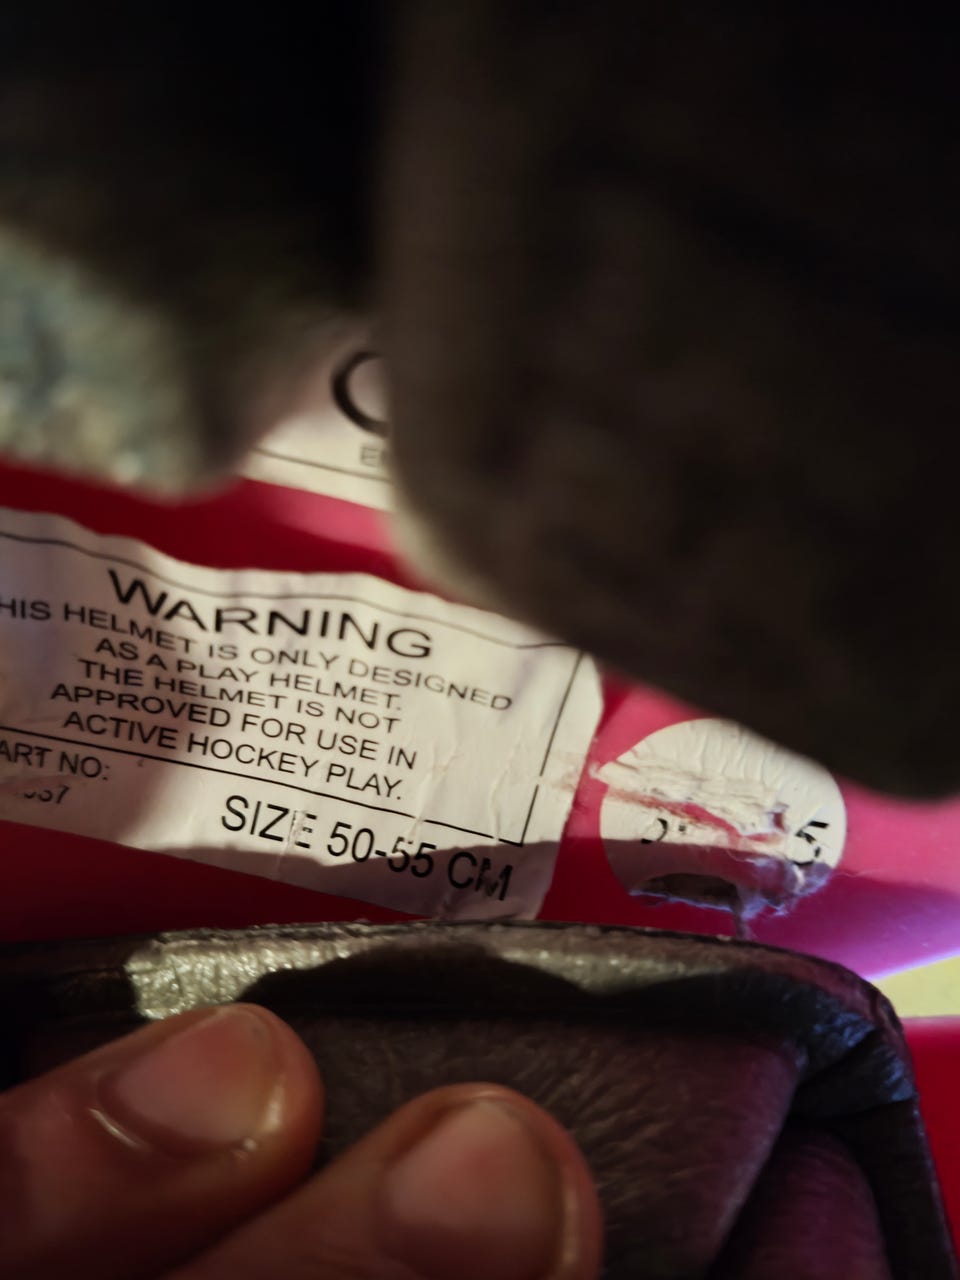 WARNING
HIS HELMET IS ONLY DESIGNED
AS A PLAY HELMET.
THE HELMET IS NOT
APPROVED FOR USE IN
ACTIVE HOCKEY PLAY.
ART NO:
SIZE 50-55 CM
5